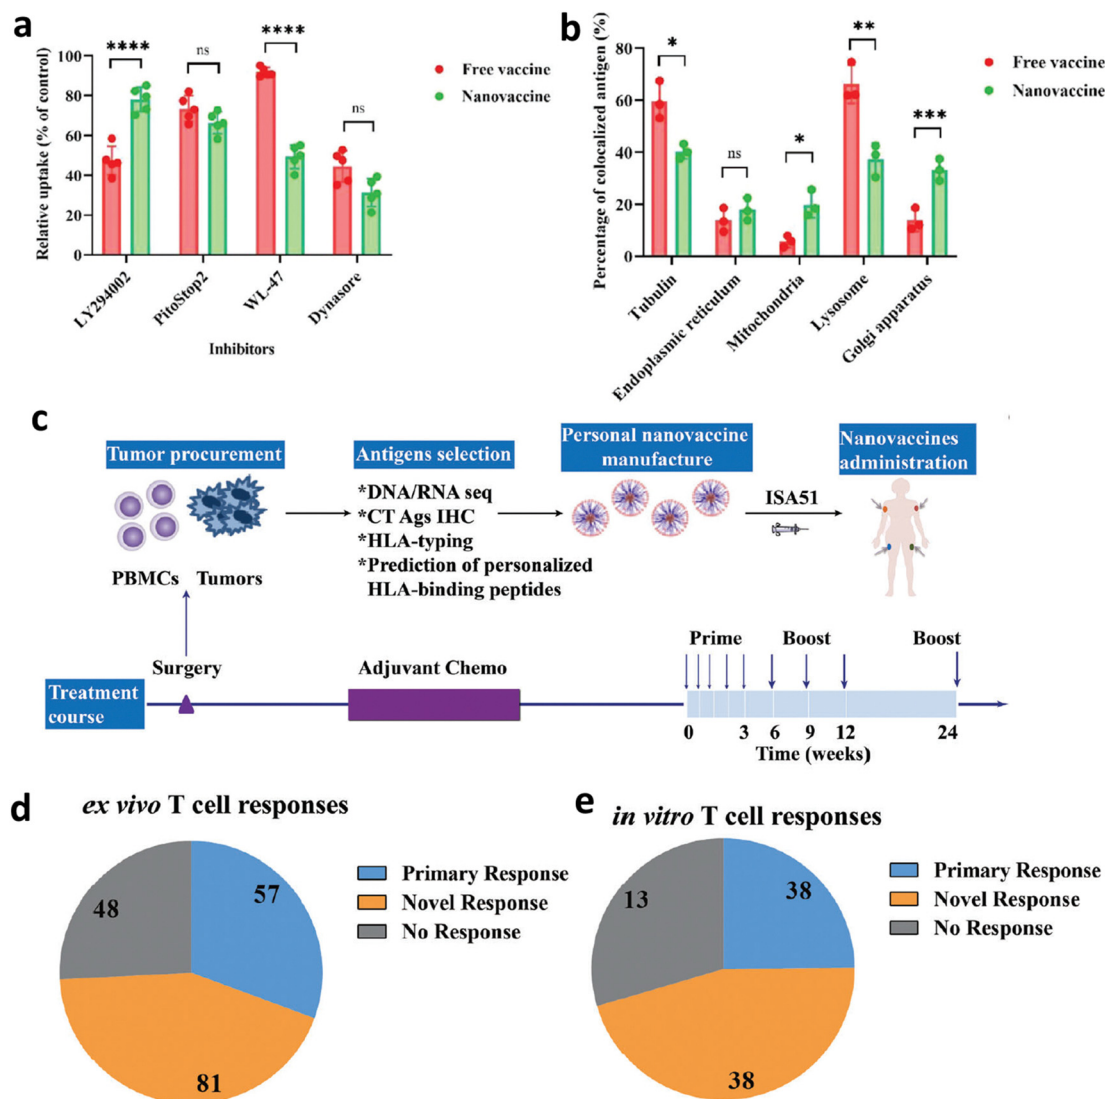 a
Relative uptake (% of control)
100
80
60
40
20
0
****
ns
****
ns
Free vaccine
Nanovaccine
LY294002
PitoStop2
WL-47
Dynasore
Inhibitors
b
Percentage of colocalized antigen (%)
80
60
40
20
0
*
ns
*
**
***
Free vaccine
Nanovaccine
Tubulin
Endoplasmic reticulum
Mitochondria
Lysosome
Golgi apparatus
c
Tumor procurement
PBMCs Tumors
Antigens selection
*DNA/RNA seq
*CT Ags IHC
*HLA-typing
*Prediction of personalized
HLA-binding peptides
Personal nanovaccine
manufacture
ISA51
Nanovaccines
administration
Surgery
Adjuvant Chemo
Prime Boost Boost
Treatment
course
0 3 6 9 12 24
Time (weeks)
d
ex vivo T cell responses
48
57
81
Primary Response
Novel Response
No Response
e
in vitro T cell responses
13
38
38
Primary Response
Novel Response
No Response